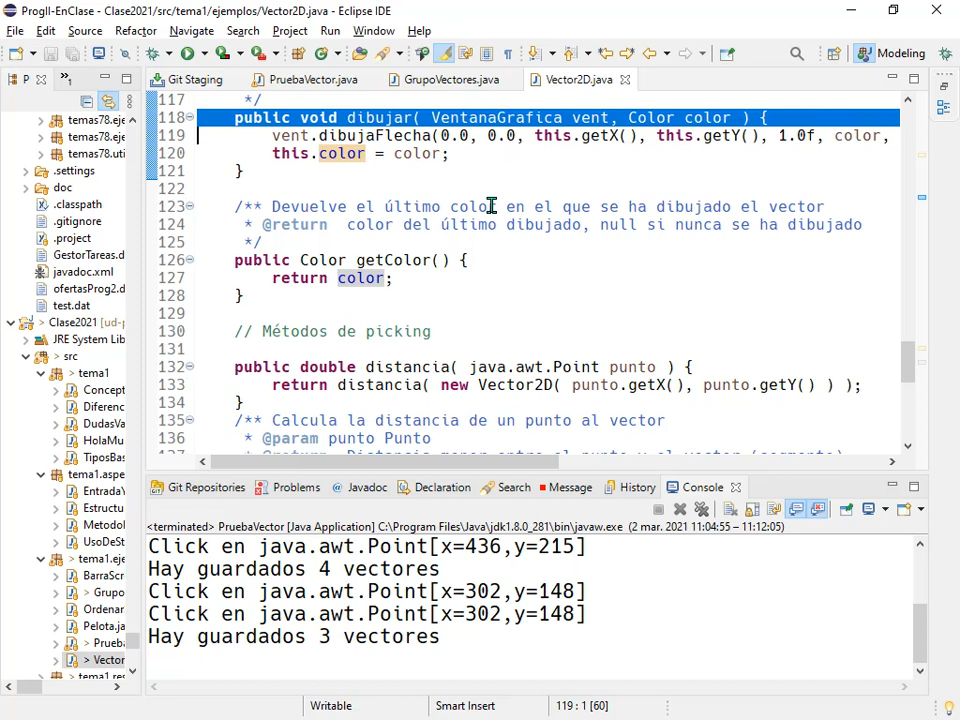 ProgII-EnClase - Clase2021/src/tema1/ejemplos/Vector2D.java - Eclipse IDE
File Edit Source Refactor Navigate Search Project Run Window Help
Modeling
P
Git Staging
PruebaVector.java
GrupoVectores.java
Vector2D.java
temas78.eje
temas78.eje
temas78.uti
.settings
doc
.classpath
.gitignore
.project
GestorTareas.d
javadoc.xml
ofertasProg2.d
test.dat
> Clase2021 [ud-p
JRE System Lib
> src
> tema1
Concept
Diferenc
DudasVa
HolaMu
TiposBas
tema1.aspe
EntradaY
Estructu
MetodoI
UsoDeSt
> tema1.eje
BarraScr
> Grupo
Ordenar
Pelota.ja
> Prueb
> Vector
117 */
118 public void dibujar( VentanaGrafica vent, Color color ) {
119 vent.dibujaFlecha(0.0, 0.0, this.getX(), this.getY(), 1.0f, color,
120 this.color = color;
121 }
122
123 /** Devuelve el último color en el que se ha dibujado el vector
124 * @return  color del último dibujado, null si nunca se ha dibujado
125 */
126 public Color getColor() {
127 return color;
128 }
129
130 // Métodos de picking
131
132 public double distancia( java.awt.Point punto ) {
133 return distancia( new Vector2D( punto.getX(), punto.getY() ) );
134 }
135 /** Calcula la distancia de un punto al vector
136 * @param punto Punto
Git Repositories Problems @ Javadoc Declaration Search Message History Console
<terminated> PruebaVector [Java Application] C:\Program Files\Java\jdk1.8.0_281\bin\javaw.exe (2 mar. 2021 11:04:55 – 11:12:05)
Click en java.awt.Point[x=436,y=215]
Hay guardados 4 vectores
Click en java.awt.Point[x=302,y=148]
Click en java.awt.Point[x=302,y=148]
Hay guardados 3 vectores
Writable
Smart Insert
119 : 1 [60]